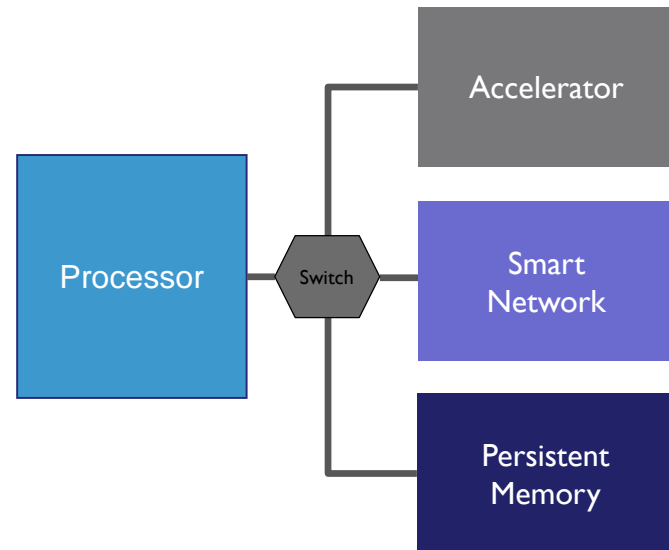 Accelerator
Processor
Switch
Smart
Network
Persistent
Memory